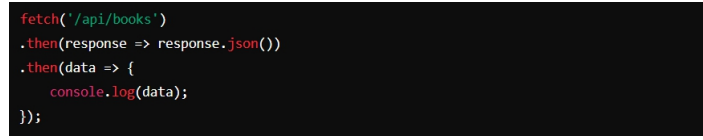 fetch('/api/books')
.then(response => response.json())
.then(data => {
    console.log(data);
});